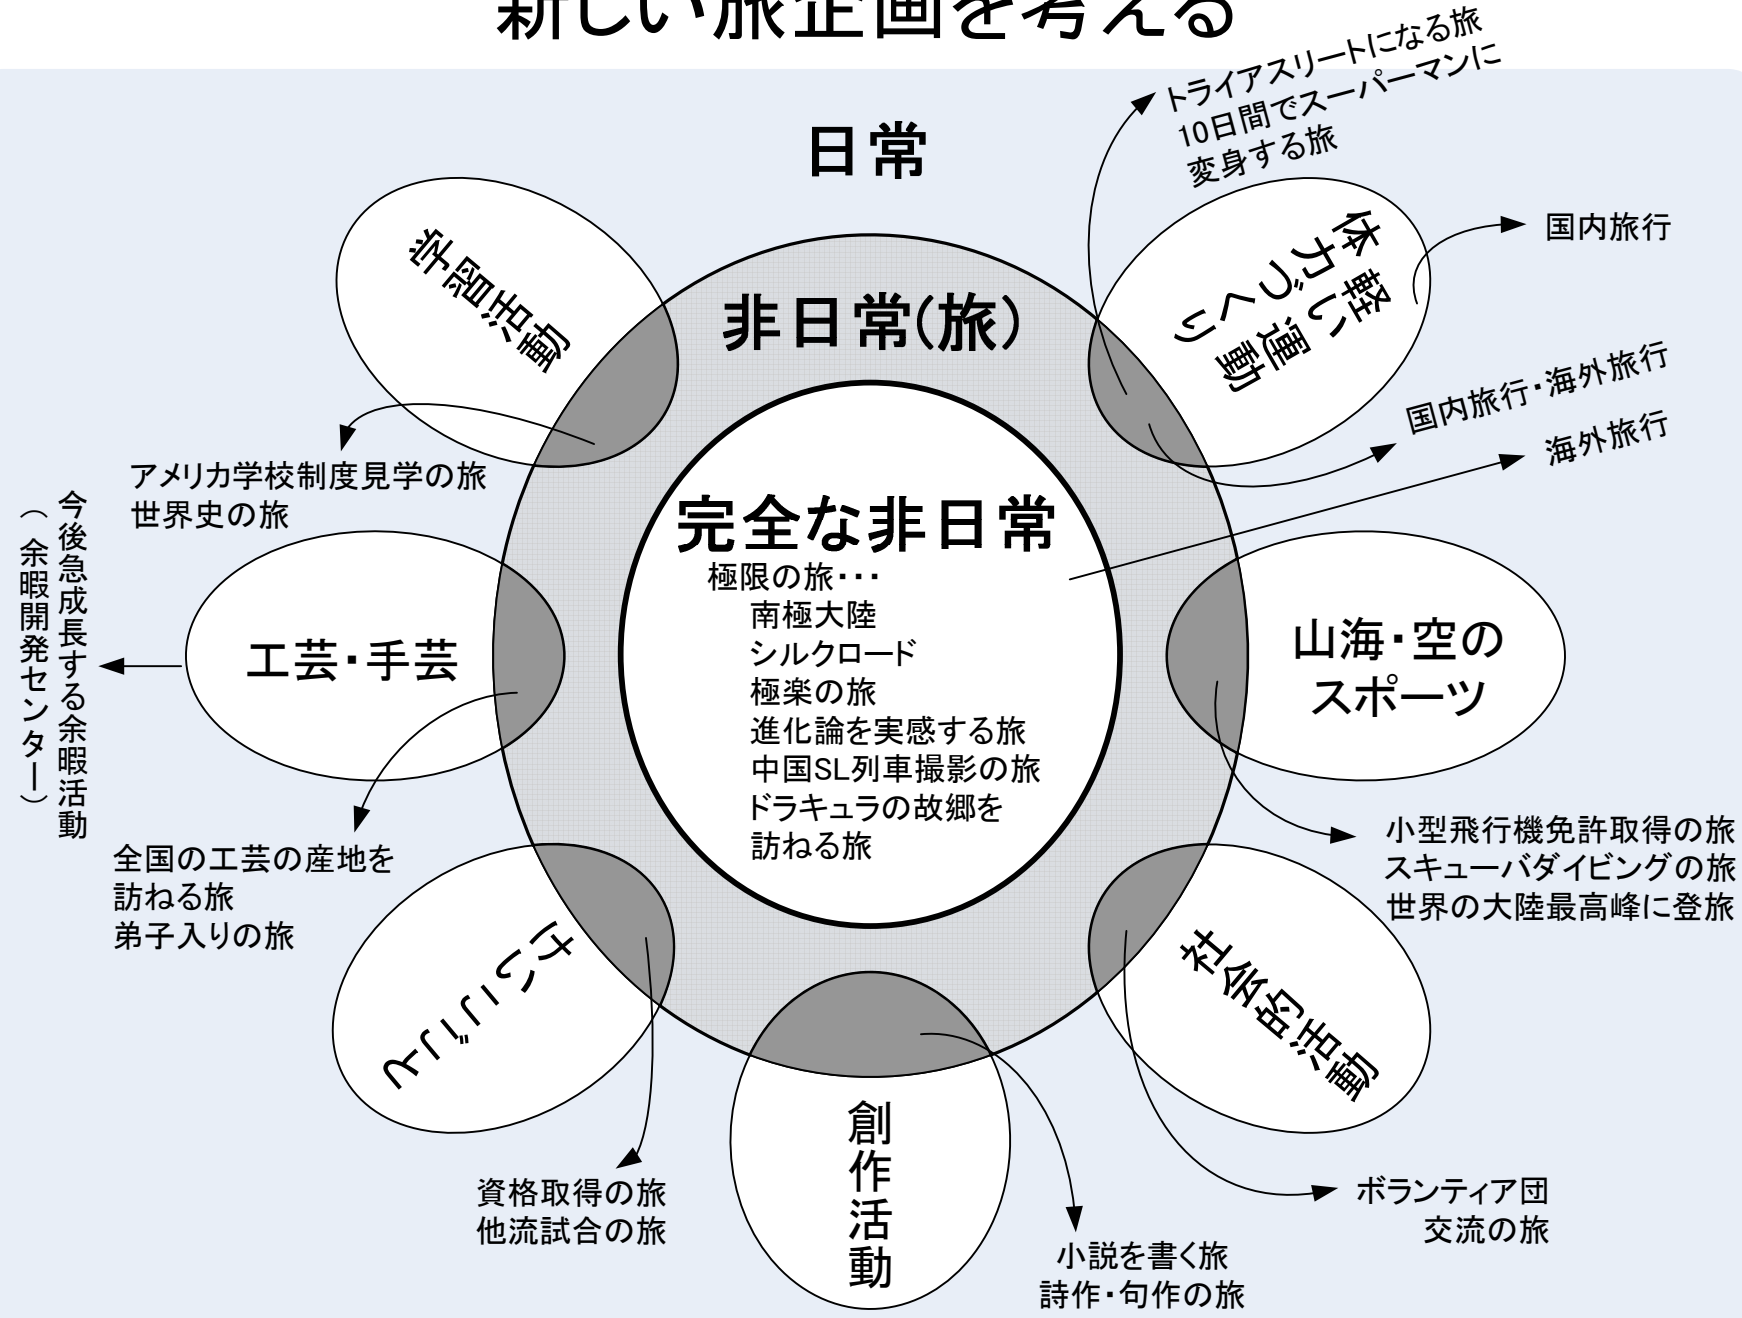 新しい旅企画を考える
日常
非日常(旅)
完全な非日常
極限の旅･･･
南極大陸
シルクロード
極楽の旅
進化論を実感する旅
中国SL列車撮影の旅
ドラキュラの故郷を
訪ねる旅
学習活動
アメリカ学校制度見学の旅
世界史の旅
今後急成長する余暇活動
（余暇開発センター）
工芸・手芸
全国の工芸の産地を
訪ねる旅
弟子入りの旅
けいこごと
資格取得の旅
他流試合の旅
創作活動
小説を書く旅
詩作・句作の旅
社会的活動
ボランティア団
交流の旅
山海・空の
スポーツ
小型飛行機免許取得の旅
スキューバダイビングの旅
世界の大陸最高峰に登旅
軽い運動
体力づくり
トライアスリートになる旅
10日間でスーパーマンに
変身する旅
国内旅行
国内旅行・海外旅行
海外旅行